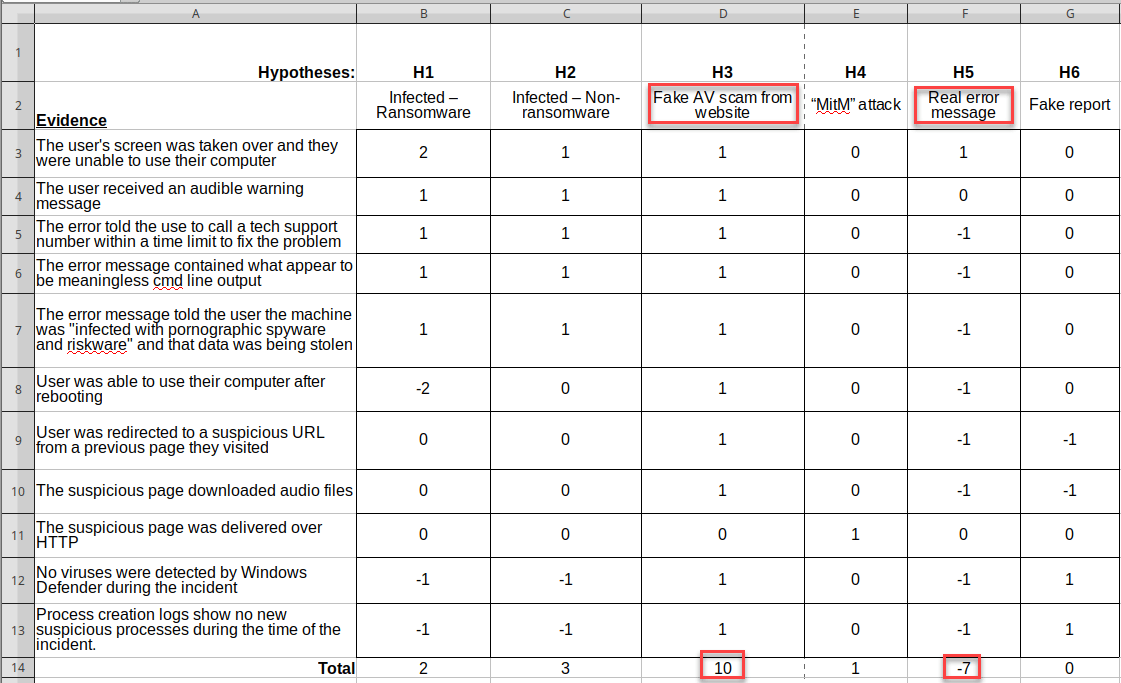 A B C D E F G
1 Hypotheses: H1 H2 H3 H4 H5 H6
2 Evidence Infected – Ransomware Infected – Non-ransomware Fake AV scam from website “MitM” attack Real error message Fake report
3 The user's screen was taken over and they were unable to use their computer 2 1 1 0 1 0
4 The user received an audible warning message 1 1 1 0 0 0
5 The error told the use to call a tech support number within a time limit to fix the problem 1 1 1 0 -1 0
6 The error message contained what appear to be meaningless cmd line output 1 1 1 0 -1 0
7 The error message told the user the machine was "infected with pornographic spyware and riskware" and that data was being stolen 1 1 1 0 -1 0
8 User was able to use their computer after rebooting -2 0 1 0 -1 0
9 User was redirected to a suspicious URL from a previous page they visited 0 0 1 0 -1 -1
10 The suspicious page downloaded audio files 0 0 1 0 -1 -1
11 The suspicious page was delivered over HTTP 0 0 0 1 0 0
12 No viruses were detected by Windows Defender during the incident -1 -1 1 0 -1 1
13 Process creation logs show no new suspicious processes during the time of the incident. -1 -1 1 0 -1 1
14 Total 2 3 10 1 -7 0